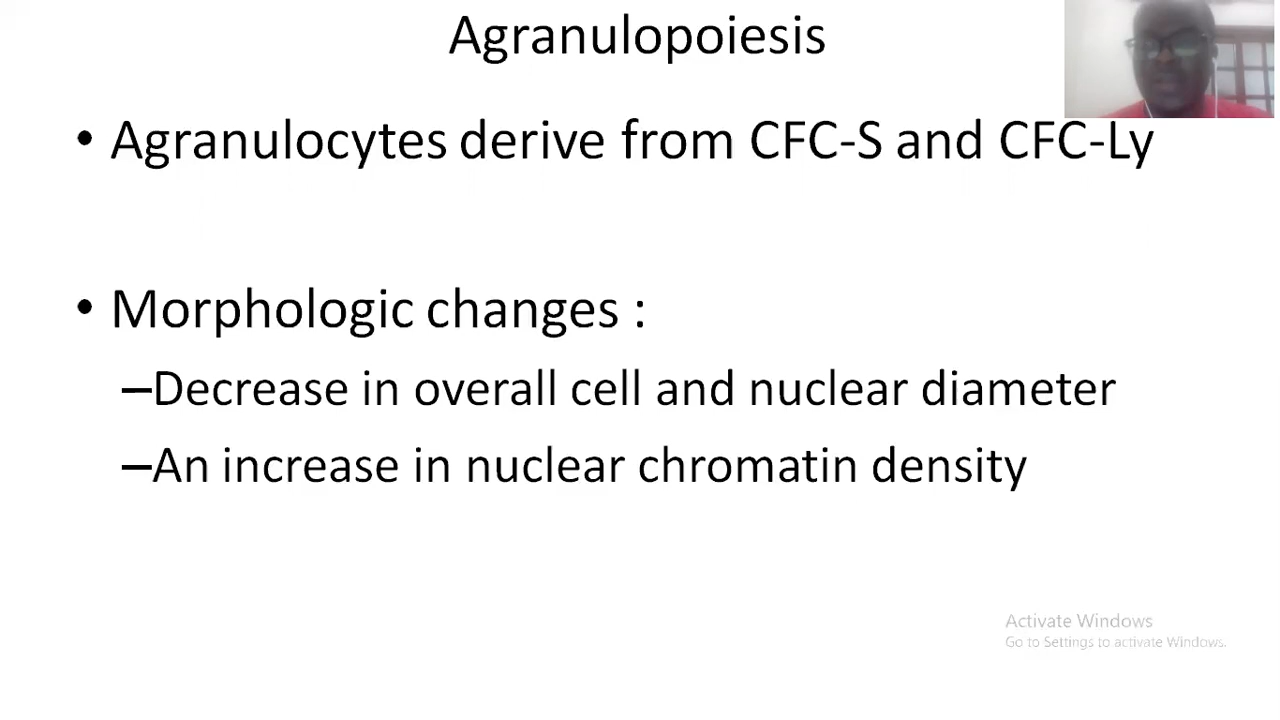 Agranulopoiesis
• Agranulocytes derive from CFC-S and CFC-Ly
• Morphologic changes :
–Decrease in overall cell and nuclear diameter
–An increase in nuclear chromatin density
Activate Windows
Go to Settings to activate Windows.